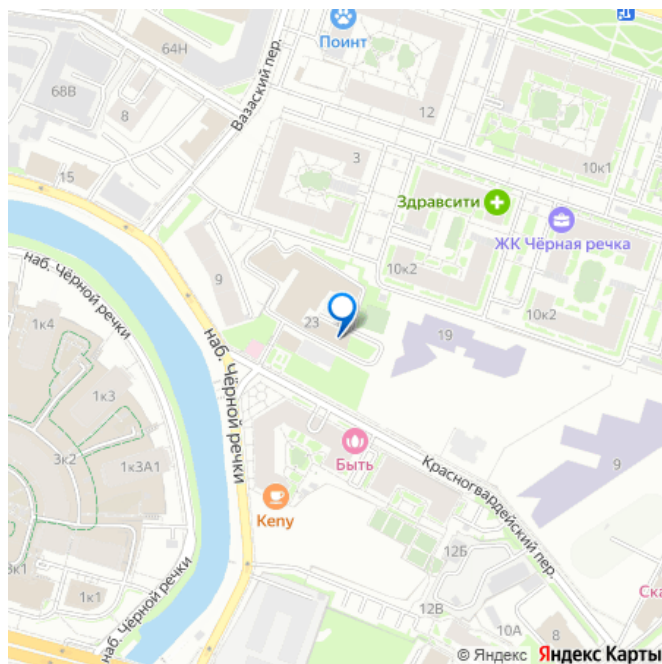 64Н
Поинт
68В
8
Вазаский пер.
12
3
10к1
15
Здравсити
ЖК Чёрная речка
наб. Чёрной речки
9
10к2
10к2
1к4
23
19
наб. Чёрной речки
1к3
3к2
1к3А1
Быть
Красногвардейский пер.
9
Keny
12Б
1к1
12В
10А
8
Ска
наб. Чёрной речки
© Яндекс Яндекс Карты